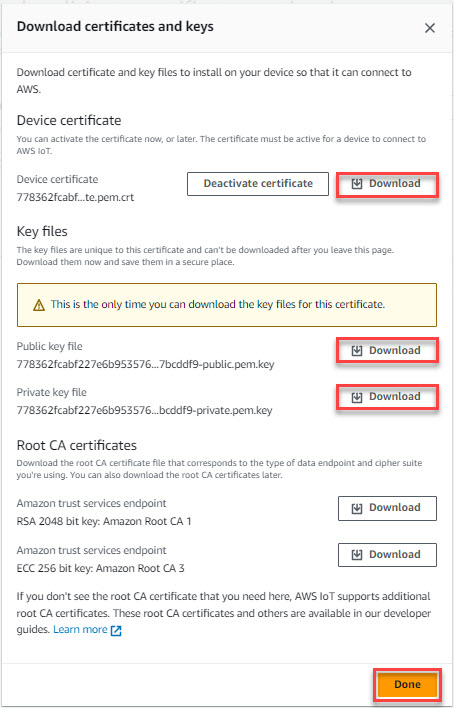 Download certificates and keys
Download certificate and key files to install on your device so that it can connect to
AWS.
Device certificate
You can activate the certificate now, or later. The certificate must be active for a device to connect to
AWS IoT.
Device certificate
778362fcabf...te.pem.crt
Deactivate certificate
Download
Key files
The key files are unique to this certificate and can't be downloaded after you leave this page.
Download them now and save them in a secure place.
This is the only time you can download the key files for this certificate.
Public key file
778362fcabf227e6b953576...7bcddf9-public.pem.key
Download
Private key file
778362fcabf227e6b953576...bcddf9-private.pem.key
Download
Root CA certificates
Download the root CA certificate file that corresponds to the type of data endpoint and cipher suite
you're using. You can also download the root CA certificates later.
Amazon trust services endpoint
RSA 2048 bit key: Amazon Root CA 1
Download
Amazon trust services endpoint
ECC 256 bit key: Amazon Root CA 3
Download
If you don't see the root CA certificate that you need here, AWS IoT supports additional
root CA certificates. These root CA certificates and others are available in our developer
guides. Learn more
Done